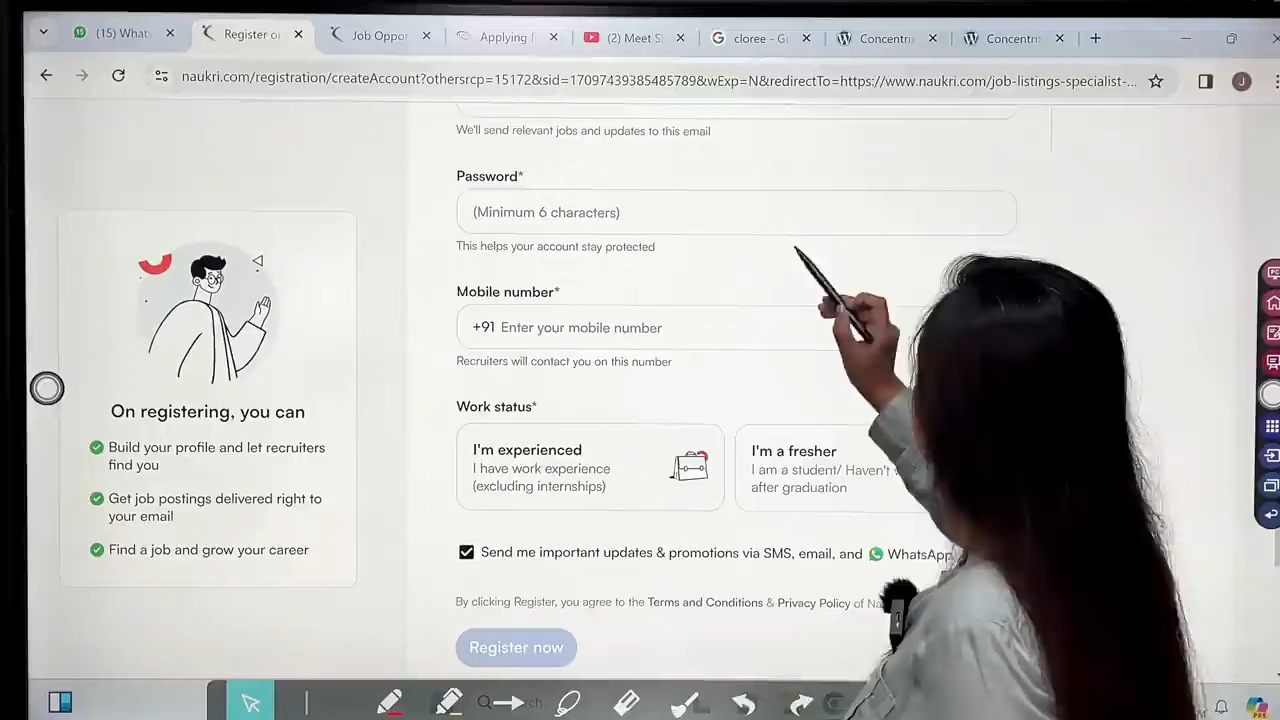 15
(15) What
Register o
Job Oppor
Applying f
(2) Meet S
cloree - G
Concentri
Concentri
naukri.com/registration/createAccount?othersrcp=15172&sid=17097439385485789&wExp=N&redirectTo=https://www.naukri.com/job-listings-specialist-...
J
We'll send relevant jobs and updates to this email
Password*
(Minimum 6 characters)
This helps your account stay protected
Mobile number*
+91 Enter your mobile number
Recruiters will contact you on this number
Work status*
I'm experienced
I have work experience
(excluding internships)
I'm a fresher
I am a student/ Haven't
after graduation
Send me important updates & promotions via SMS, email, and WhatsApp
By clicking Register, you agree to the Terms and Conditions & Privacy Policy of Na
Register now
On registering, you can
Build your profile and let recruiters
find you
Get job postings delivered right to
your email
Find a job and grow your career
PRE